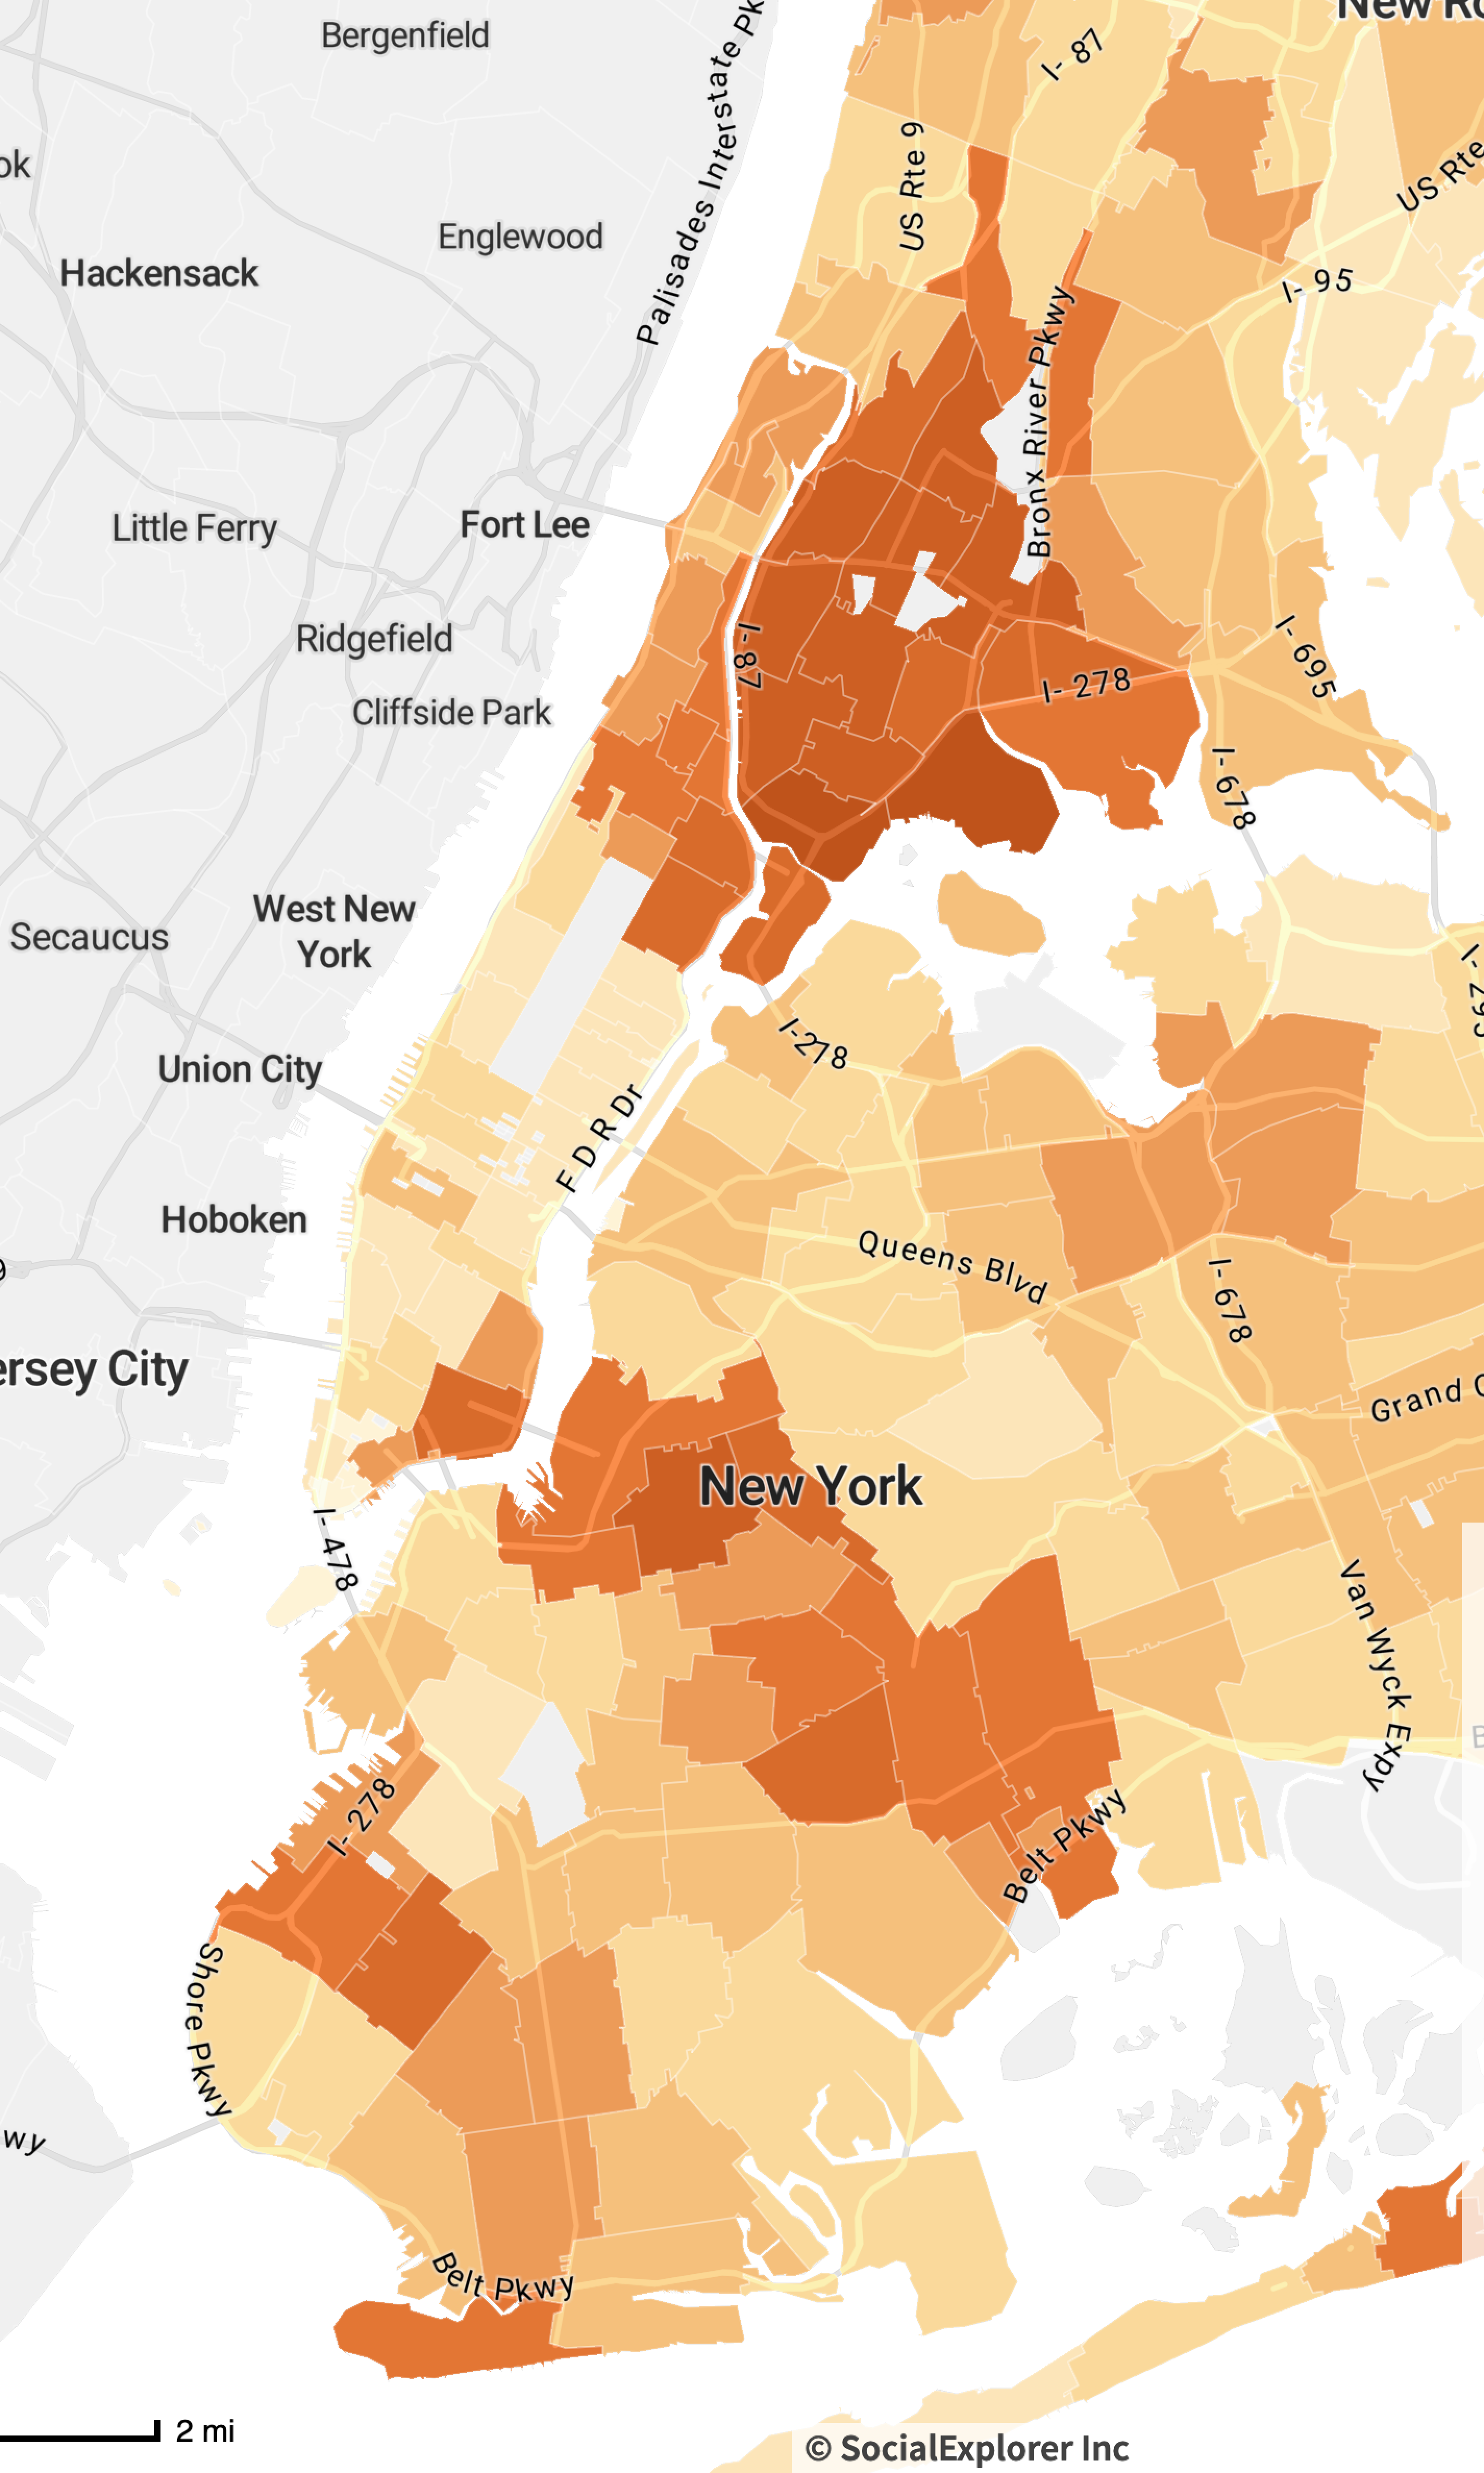 Bergenfield
Palisades Interstate Pk
I- 87
New Ro
US Rte 9
ok
US Rte
Englewood
Hackensack
I- 95
Bronx River Pkwy
Little Ferry
Fort Lee
Ridgefield
I- 87
I- 695
I- 278
Cliffside Park
I-678
West New
York
Secaucus
I- 295
I-278
Union City
F D R Dr
Hoboken
9
Queens Blvd
I- 678
ersey City
Grand C
New York
I- 478
Van Wyck Expy
B
I- 278
Belt Pkwy
Shore Pkwy
wy
Belt Pkwy
2 mi
© SocialExplorer Inc